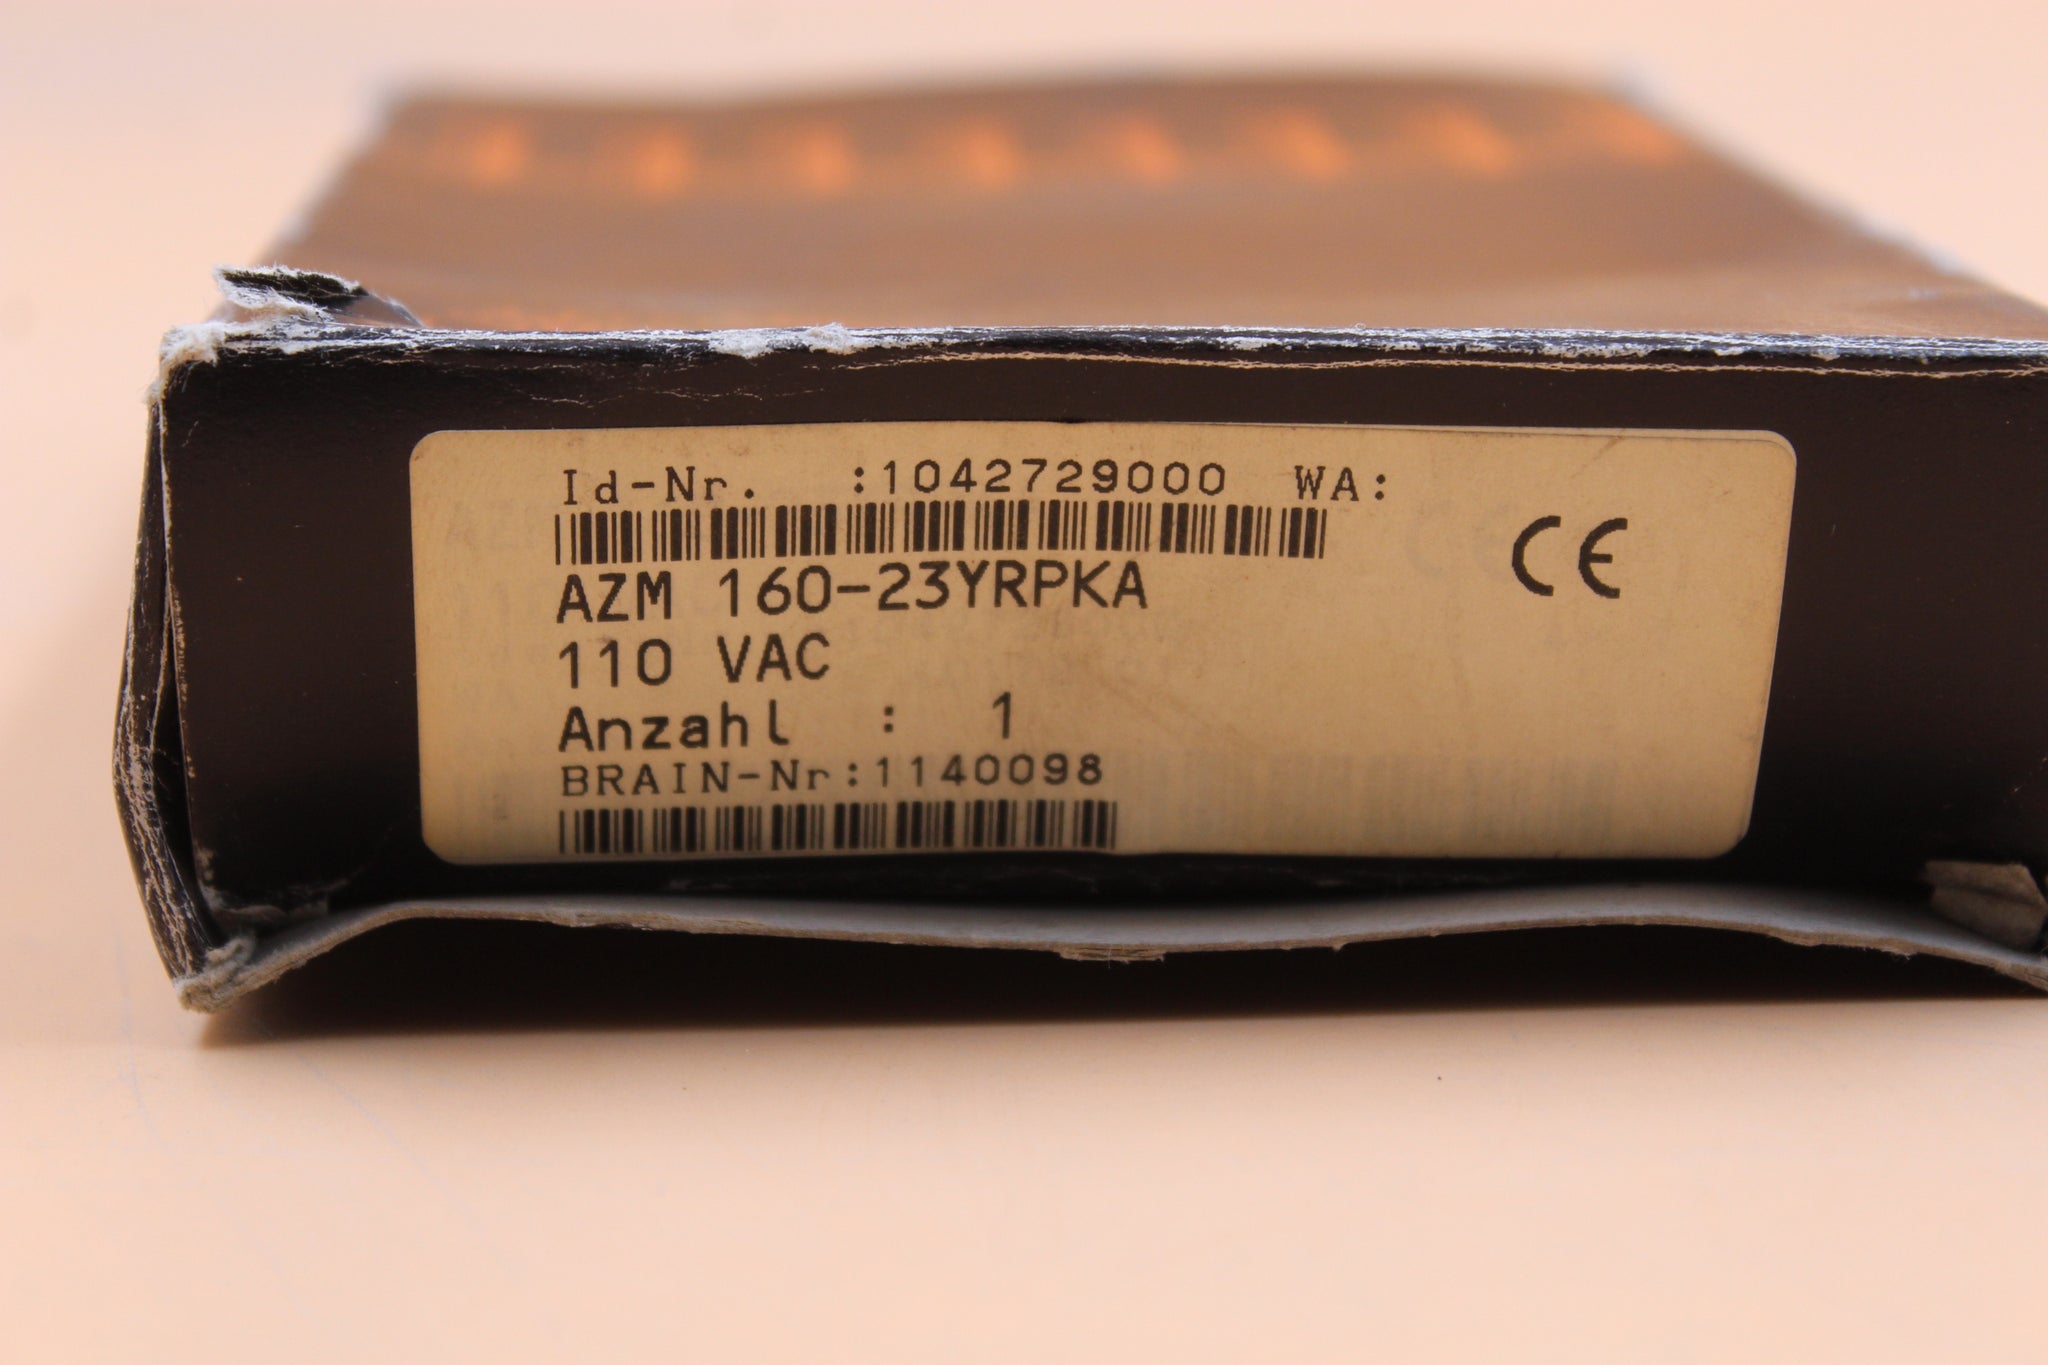 Id-Nr. :1042729000 WA:
CE
AZM 160-23YRPKA
110 VAC
Anzahl : 1
BRAIN-Nr:1140098